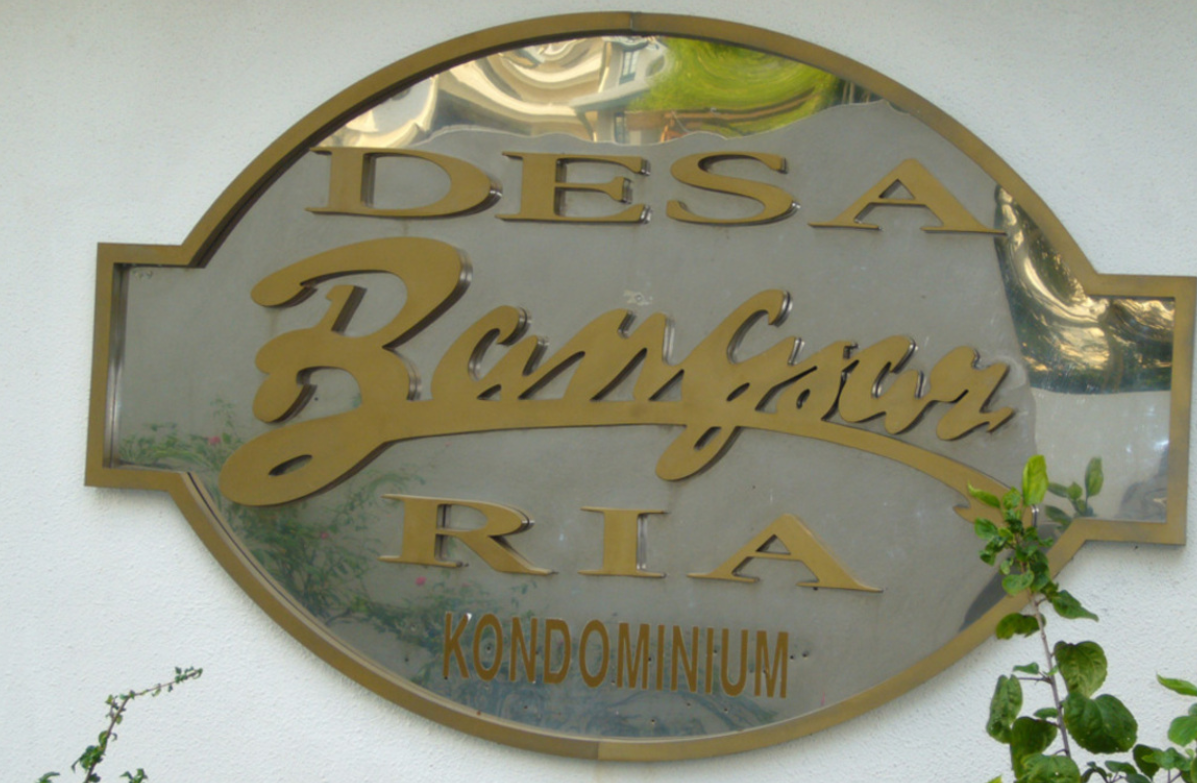 DESA
Bangsar
RIA
KONDOMINIUM